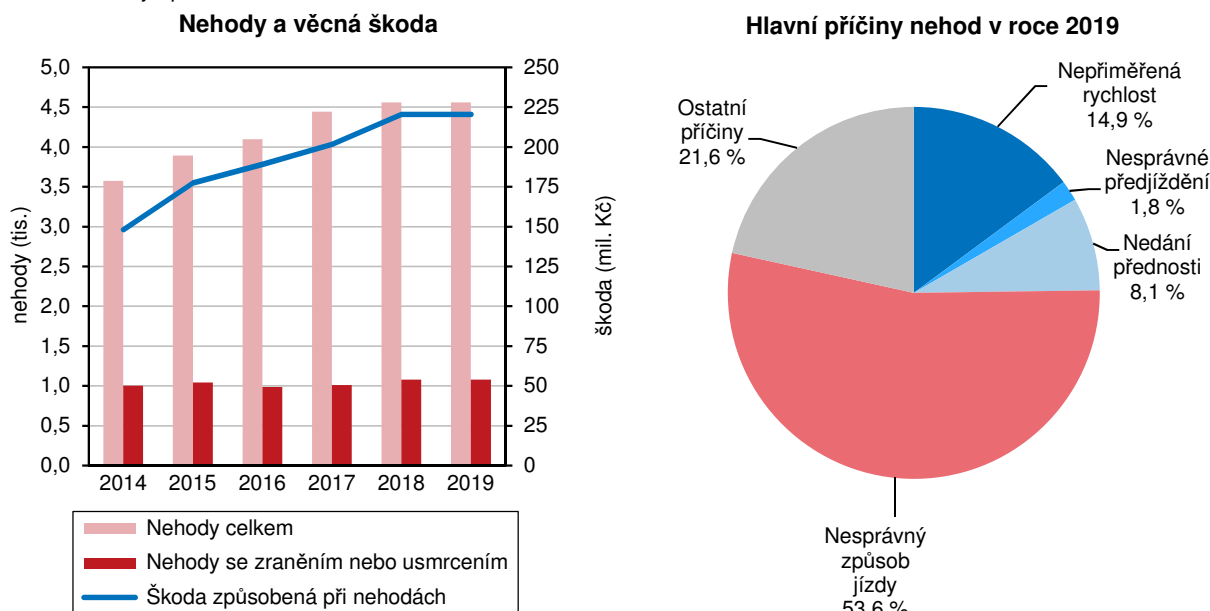 Nehody a věcná škoda
nehody (tis.)
5,0
4,5
4,0
3,5
3,0
2,5
2,0
1,5
1,0
0,5
0,0
250
225
200
175
150
125
100
75
50
25
0
škoda (mil. Kč)
2014 2015 2016 2017 2018 2019
Nehody celkem
Nehody se zraněním nebo usmrcením
Škoda způsobená při nehodách
Hlavní příčiny nehod v roce 2019
Nepřiměřená
rychlost
14,9 %
Nesprávné
předjíždění
1,8 %
Nedání
přednosti
8,1 %
Nesprávný
způsob
jízdy
53,6 %
Ostatní
příčiny
21,6 %